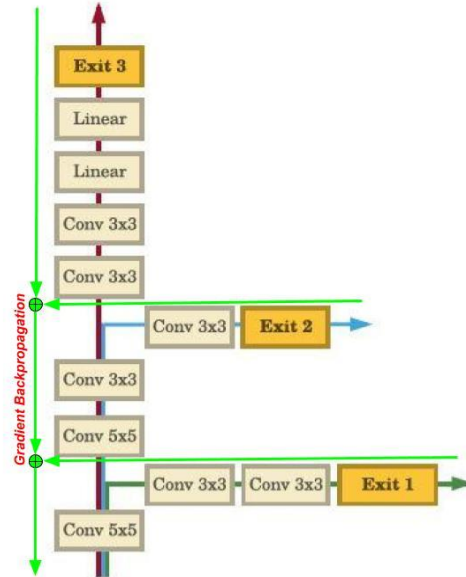 Exit 3
Linear
Linear
Conv 3x3
Conv 3x3
Gradient Backpropagation
Conv 3x3 Exit 2
Conv 3x3
Conv 5x5
Conv 3x3 Conv 3x3 Exit 1
Conv 5x5